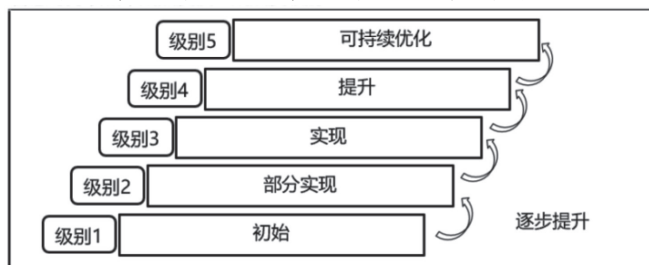 级别5 可持续优化
级别4 提升
级别3 实现
级别2 部分实现
级别1 初始
逐步提升